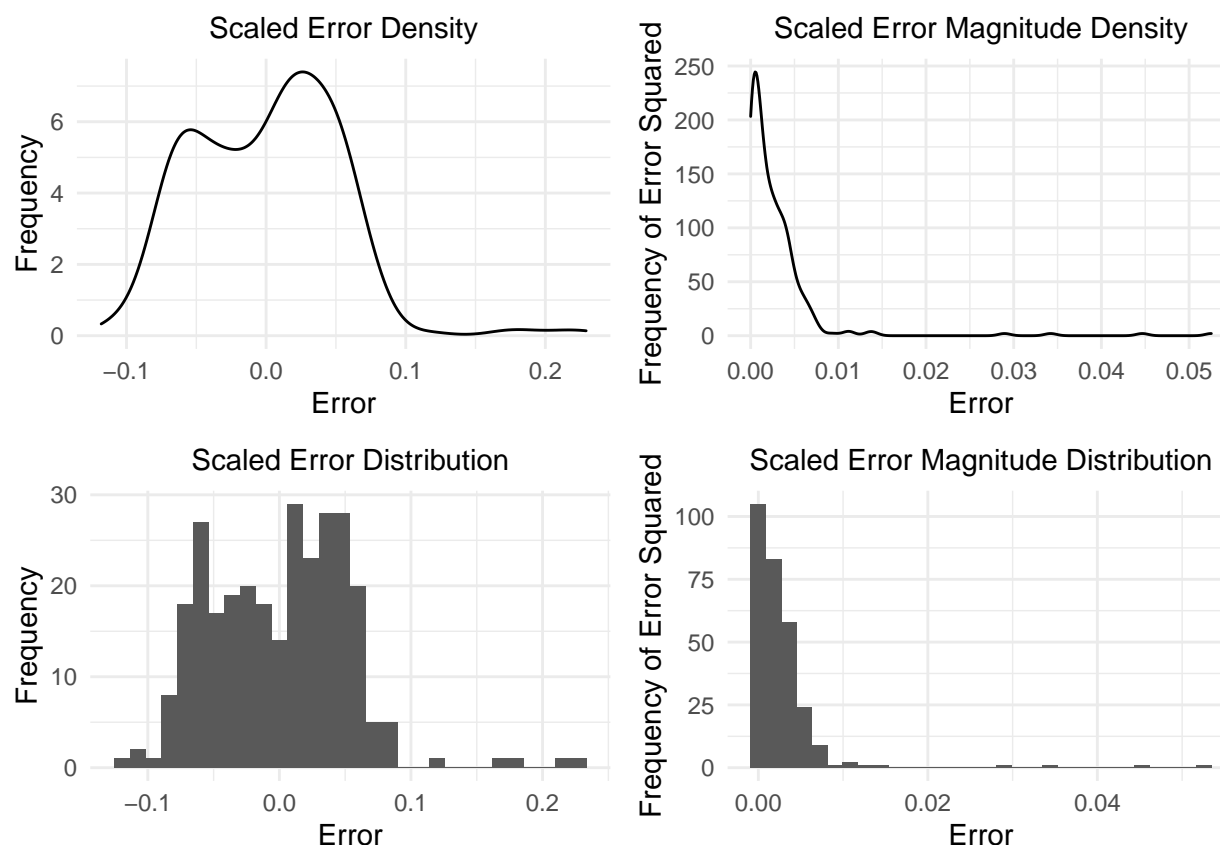 Scaled Error Density
Frequency
6
4
2
0
−0.1 0.0 0.1 0.2
Error
Scaled Error Magnitude Density
Frequency of Error Squared
250
200
150
100
50
0
0.00 0.01 0.02 0.03 0.04 0.05
Error
Scaled Error Distribution
Frequency
30
20
10
0
−0.1 0.0 0.1 0.2
Error
Scaled Error Magnitude Distribution
Frequency of Error Squared
100
75
50
25
0
0.00 0.02 0.04
Error